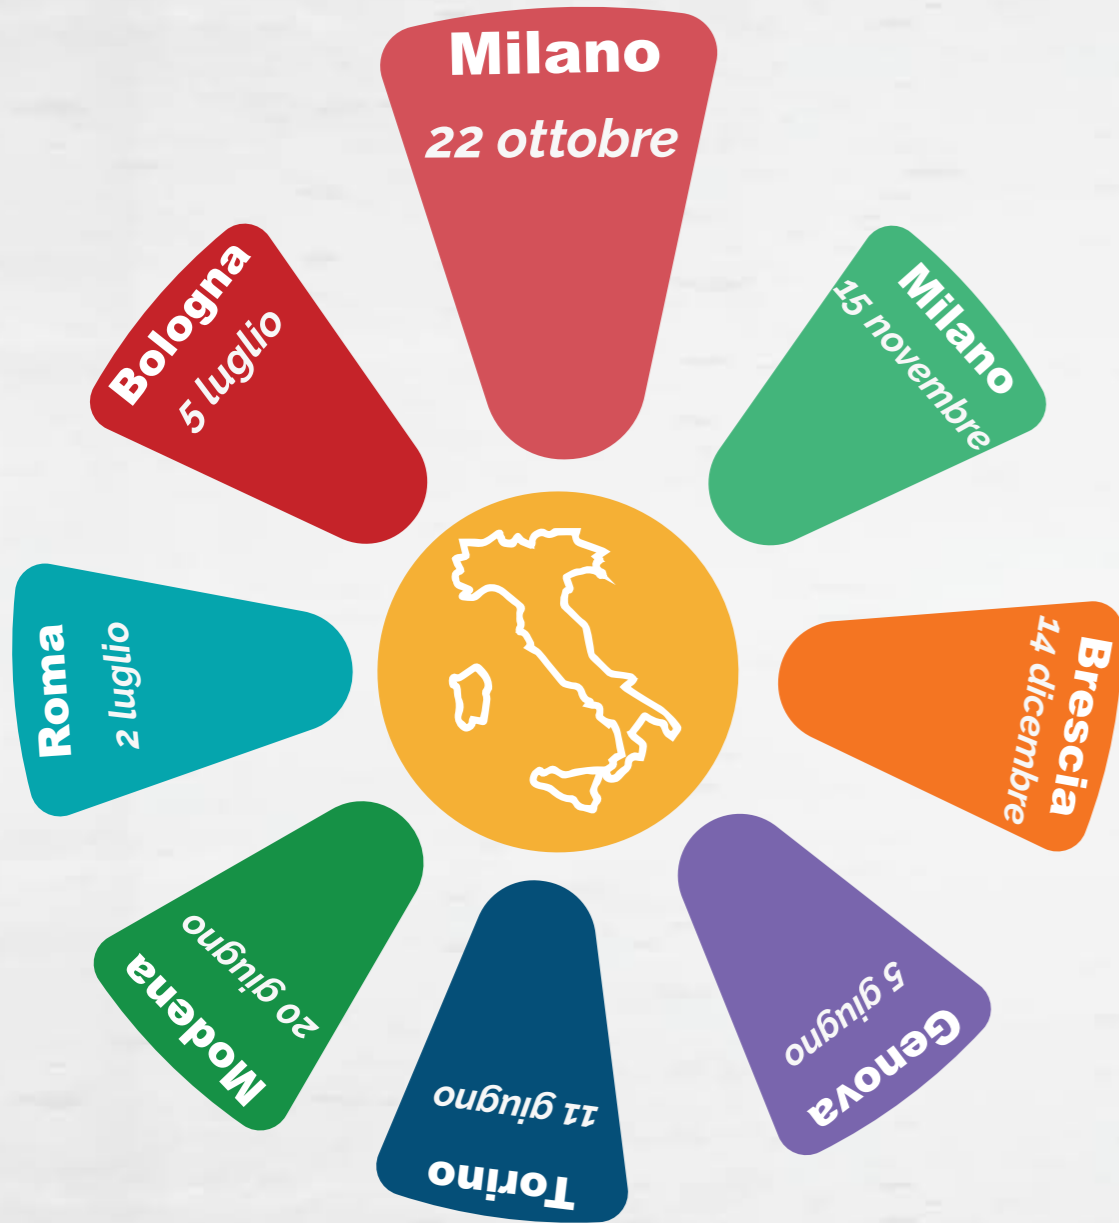 Milano
22 ottobre
Milano
15 novembre
Brescia
14 dicembre
Genova
5 giugno
Torino
11 giugno
Modena
20 giugno
Roma
2 luglio
Bologna
5 luglio